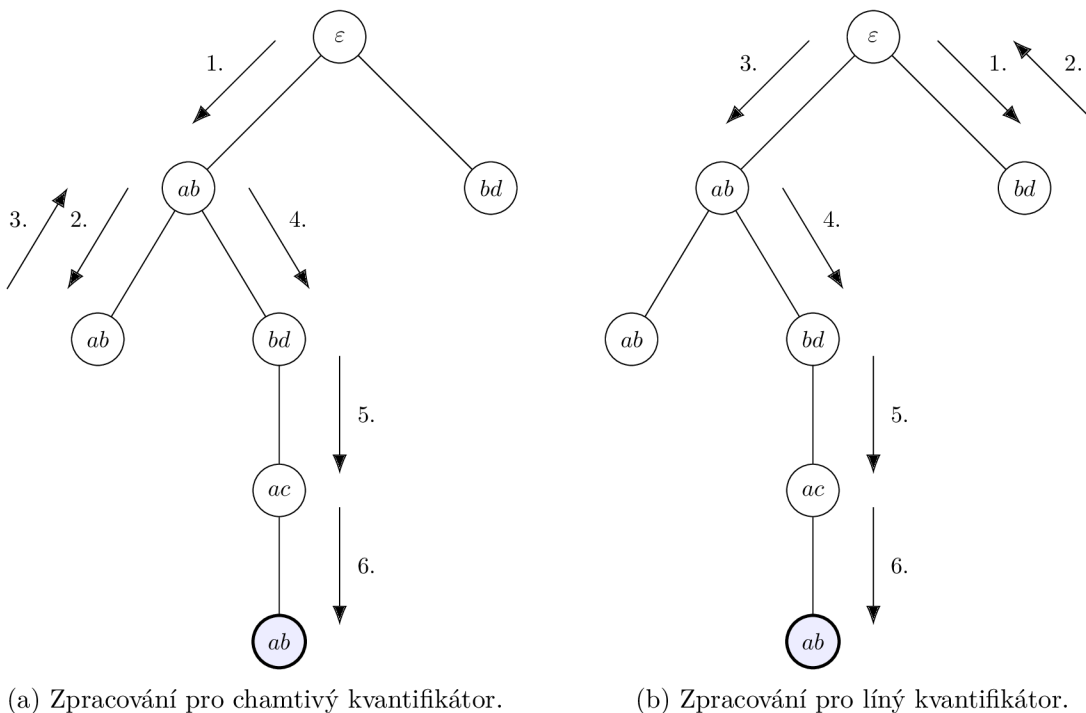 ε
1.
ab
bd
3.
2.
4.
ab
bd
5.
ac
6.
ab
(a) Zpracování pro chamtivý kvantifikátor.
ε
3.
1.
2.
ab
bd
4.
ab
bd
5.
ac
6.
ab
(b) Zpracování pro líný kvantifikátor.